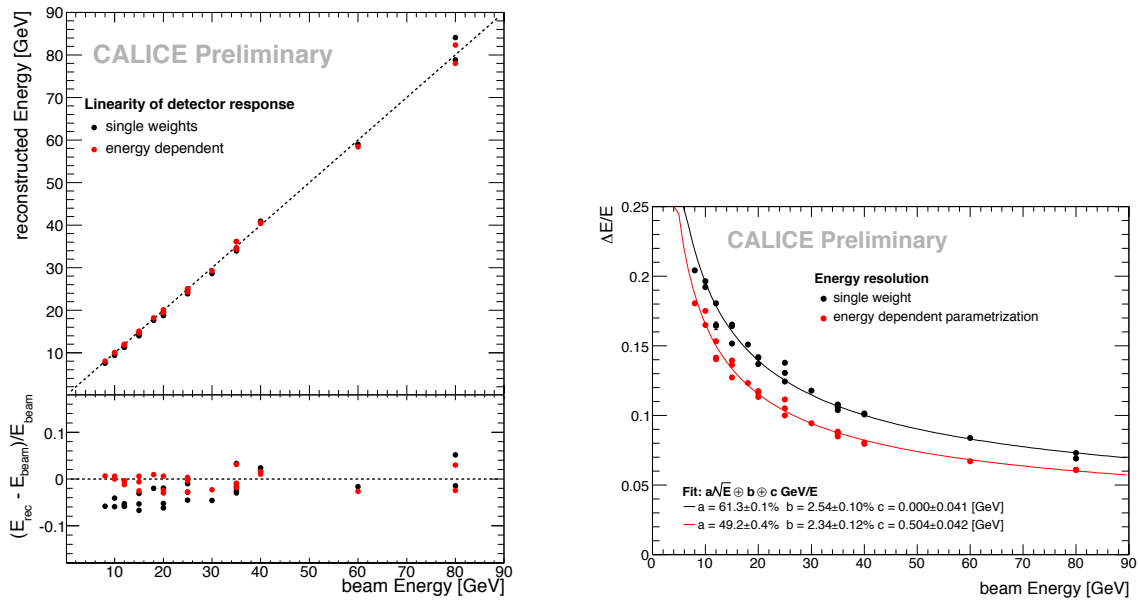 CALICE Preliminary
Linearity of detector response
single weights
energy dependent
reconstructed Energy [GeV]
90
80
70
60
50
40
30
20
10
(E_rec - E_beam)/E_beam
0.1
0
-0.1
10 20 30 40 50 60 70 80 90
beam Energy [GeV]
ΔE/E
0.25
0.2
0.15
0.1
0.05
0
CALICE Preliminary
Energy resolution
single weight
energy dependent parametrization
Fit: a/√E ⊕ b ⊕ c GeV/E
a = 61.3±0.1% b = 2.54±0.10% c = 0.000±0.041 [GeV]
a = 49.2±0.4% b = 2.34±0.12% c = 0.504±0.042 [GeV]
0 10 20 30 40 50 60 70 80 90
beam Energy [GeV]